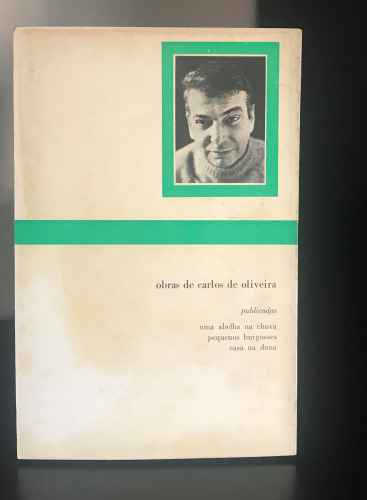 obras de carlos de oliveira
publicadas
uma abelha na chuva
pequenos burgueses
casa na duna